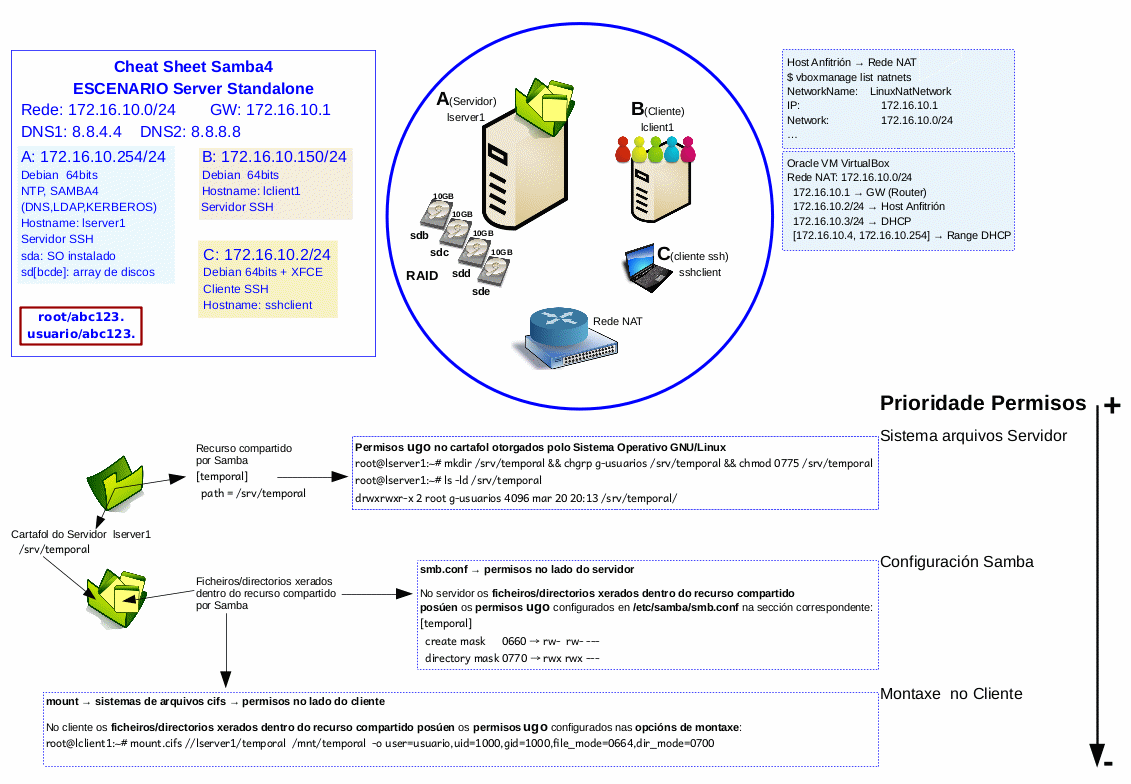 Cheat Sheet Samba4
ESCENARIO Server Standalone
Rede: 172.16.10.0/24 GW: 172.16.10.1
DNS1: 8.8.4.4 DNS2: 8.8.8.8
A: 172.16.10.254/24
Debian 64bits
NTP, SAMBA4
(DNS,LDAP,KERBEROS)
Hostname: lserver1
Servidor SSH
sda: SO instalado
sd[bcde]: array de discos
B: 172.16.10.150/24
Debian 64bits
Hostname: lclient1
Servidor SSH
C: 172.16.10.2/24
Debian 64bits + XFCE
Cliente SSH
Hostname: sshclient
root/abc123.
usuario/abc123.
A(Servidor)
lserver1
B(Cliente)
lclient1
10GB
10GB
10GB
10GB
sdb
sdc
sdd
sde
RAID
C(cliente ssh)
sshclient
Rede NAT
Host Anfitrión → Rede NAT
$ vboxmanage list natnets
NetworkName: LinuxNatNetwork
IP: 172.16.10.1
Network: 172.16.10.0/24
...
Oracle VM VirtualBox
Rede NAT: 172.16.10.0/24
172.16.10.1 → GW (Router)
172.16.10.2/24 → Host Anfitrión
172.16.10.3/24 → DHCP
[172.16.10.4, 172.16.10.254] → Range DHCP
Prioridade Permisos +
Sistema arquivos Servidor
Recurso compartido
por Samba
[temporal]
path = /srv/temporal
Permisos ugo no cartafol otorgados polo Sistema Operativo GNU/Linux
root@lserver1:~# mkdir /srv/temporal && chgrp g-usuarios /srv/temporal && chmod 0775 /srv/temporal
root@lserver1:~# ls -ld /srv/temporal
drwxrwxr-x 2 root g-usuarios 4096 mar 20 20:13 /srv/temporal/
Cartafol do Servidor lserver1
/srv/temporal
Ficheiros/directorios xerados
dentro do recurso compartido
por Samba
Configuración Samba
smb.conf → permisos no lado do servidor
No servidor os ficheiros/directorios xerados dentro do recurso compartido
posúen os permisos ugo configurados en /etc/samba/smb.conf na sección correspondente:
[temporal]
create mask 0660 → rw- rw- ---
directory mask 0770 → rwx rwx ---
Montaxe no Cliente
mount → sistemas de arquivos cifs → permisos no lado do cliente
No cliente os ficheiros/directorios xerados dentro do recurso compartido posúen os permisos ugo configurados nas opcións de montaxe:
root@lclient1:~# mount.cifs //lserver1/temporal /mnt/temporal -o user=usuario,uid=1000,gid=1000,file_mode=0664,dir_mode=0700
-